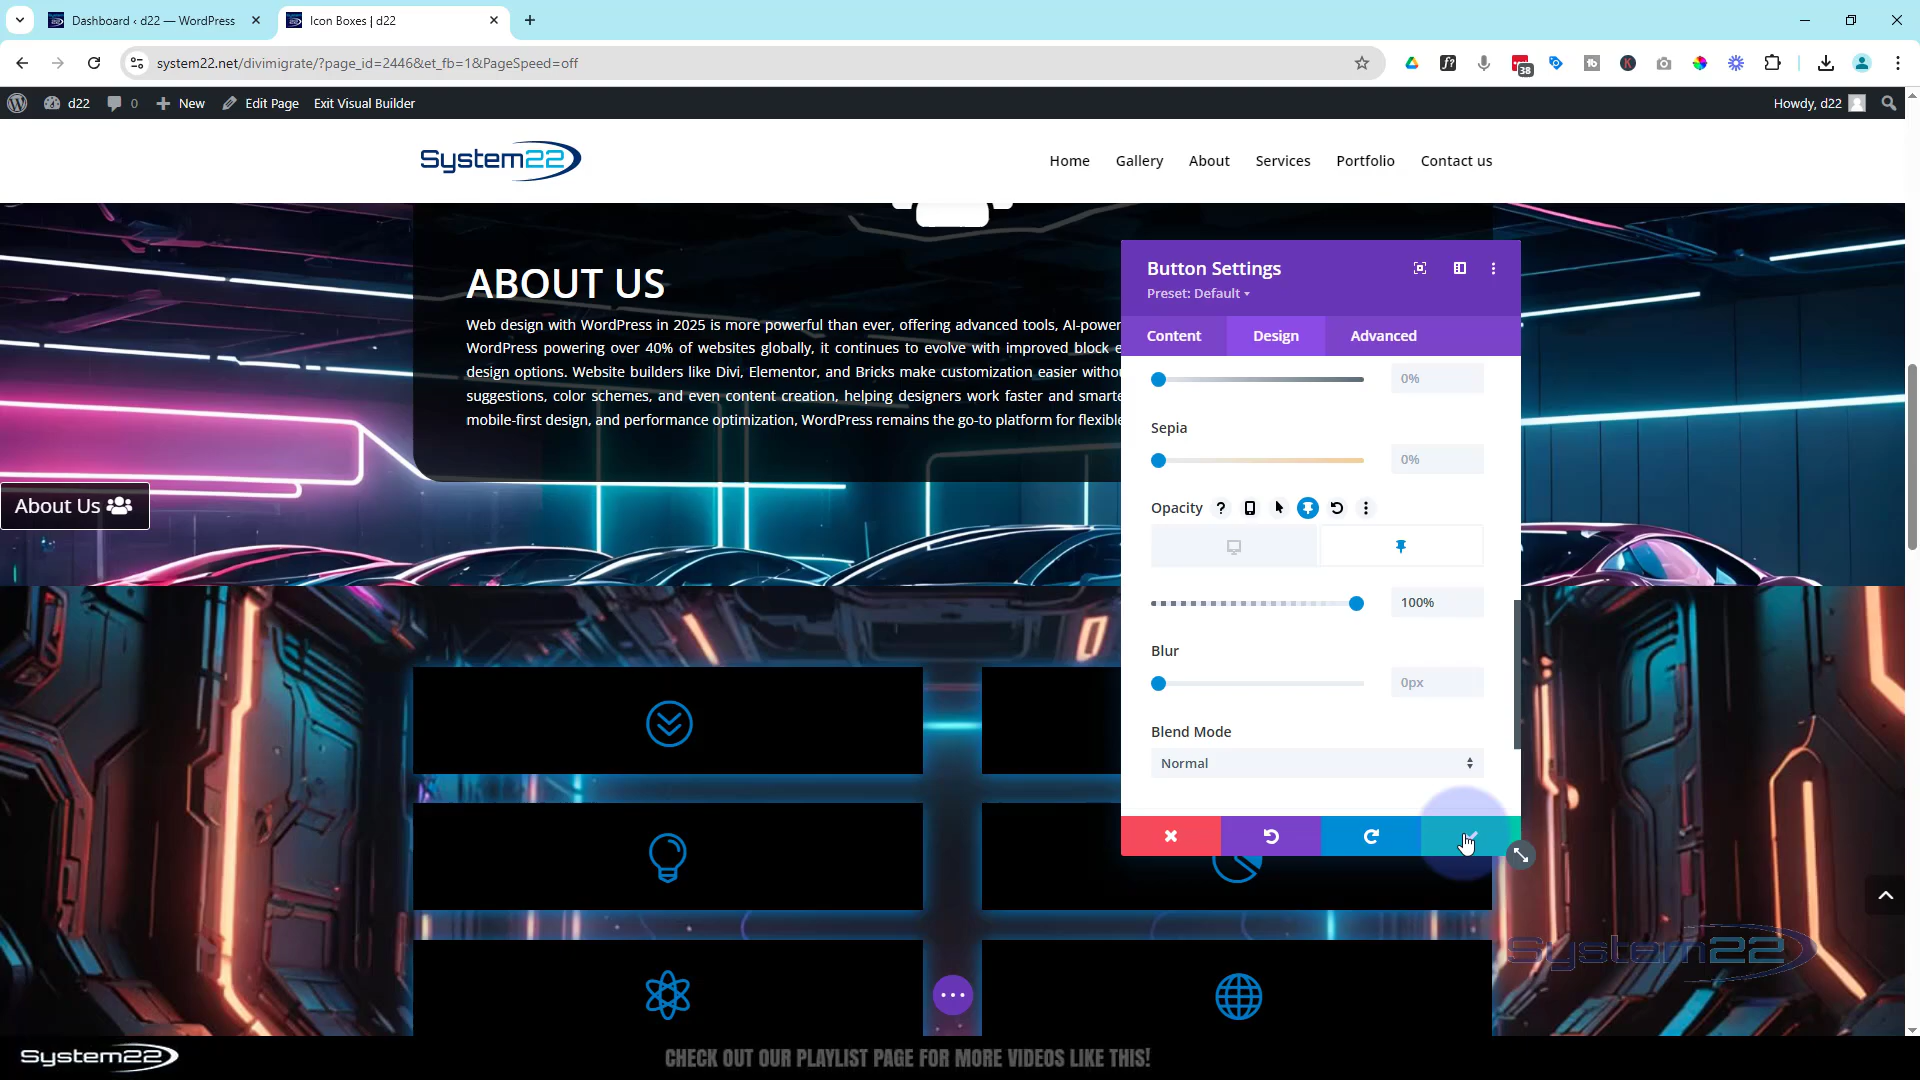 Dashboard ‹ d22 — WordPress
Icon Boxes | d22
system22.net/divimigrate/?page_id=2446&et_fb=1&PageSpeed=off
38
d22
0
New
Edit Page
Exit Visual Builder
Howdy, d22
System22
Home
Gallery
About
Services
Portfolio
Contact us
ABOUT US
Web design with WordPress in 2025 is more powerful than ever, offering advanced tools, AI-power
WordPress powering over 40% of websites globally, it continues to evolve with improved block e
design options. Website builders like Divi, Elementor, and Bricks make customization easier withou
suggestions, color schemes, and even content creation, helping designers work faster and smarte
mobile-first design, and performance optimization, WordPress remains the go-to platform for flexible
About Us
Button Settings
Preset: Default
Content
Design
Advanced
0%
Sepia
0%
Opacity
100%
Blur
0px
Blend Mode
Normal
System22
System22
CHECK OUT OUR PLAYLIST PAGE FOR MORE VIDEOS LIKE THIS!